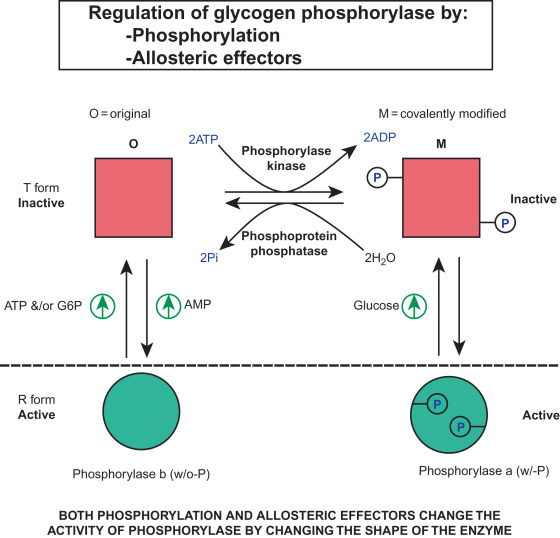 Regulation of glycogen phosphorylase by:
-Phosphorylation
-Allosteric effectors
O = original
M = covalently modified
O
2ATP
2ADP
M
Phosphorylase
kinase
P
T form
Inactive
Inactive
P
Phosphoprotein
phosphatase
2Pi
2H₂O
ATP &/or G6P
AMP
Glucose
R form
Active
P
P
Active
Phosphorylase b (w/o-P)
Phosphorylase a (w/-P)
BOTH PHOSPHORYLATION AND ALLOSTERIC EFFECTORS CHANGE THE
ACTIVITY OF PHOSPHORYLASE BY CHANGING THE SHAPE OF THE ENZYME